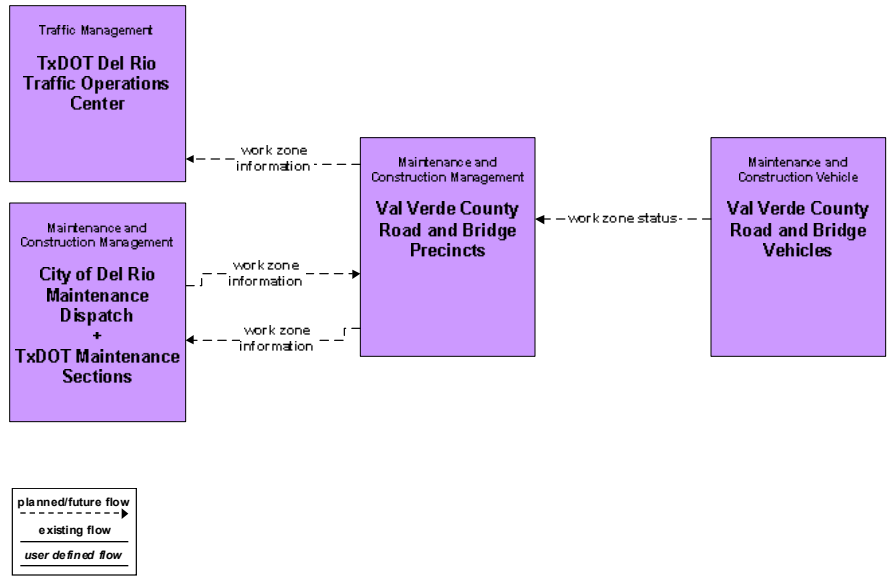 Traffic Management
TxDOT Del Rio
Traffic Operations
Center
work zone
information
Maintenance and
Construction Management
Val Verde County
Road and Bridge
Precincts
work zone status
Maintenance and
Construction Vehicle
Val Verde County
Road and Bridge
Vehicles
Maintenance and
Construction Management
City of Del Rio
Maintenance
Dispatch
+
TxDOT Maintenance
Sections
work zone
information
work zone
information
planned/future flow
existing flow
user defined flow